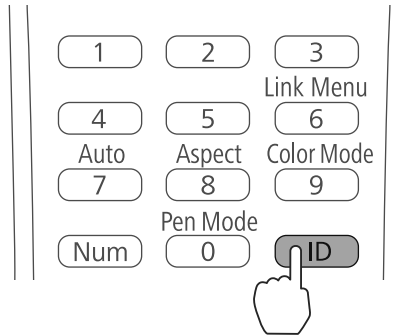 1 2 3
Link Menu
4 5 6
Auto Aspect Color Mode
7 8 9
Pen Mode
Num 0 ID